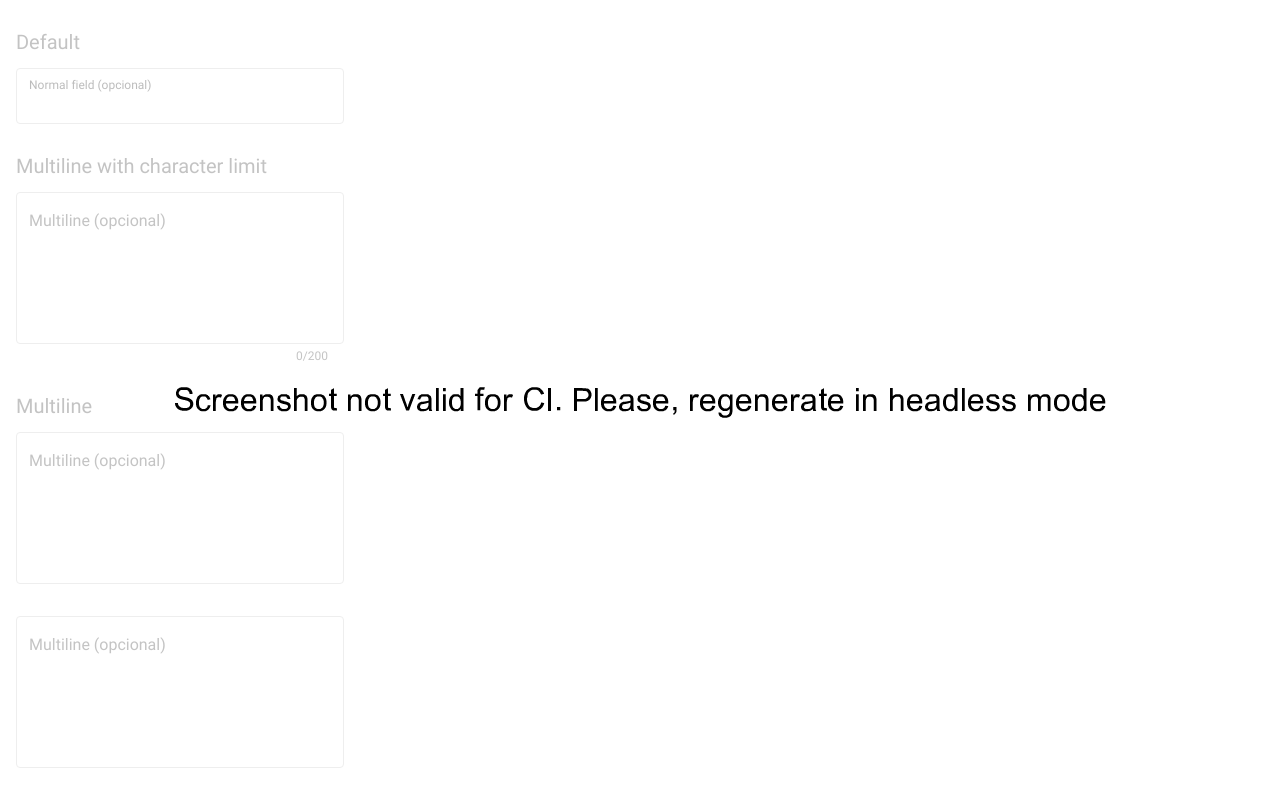 Default
Normal field (opcional)
Multiline with character limit
Multiline (opcional)
0/200
Multiline
Screenshot not valid for CI. Please, regenerate in headless mode
Multiline (opcional)
Multiline (opcional)